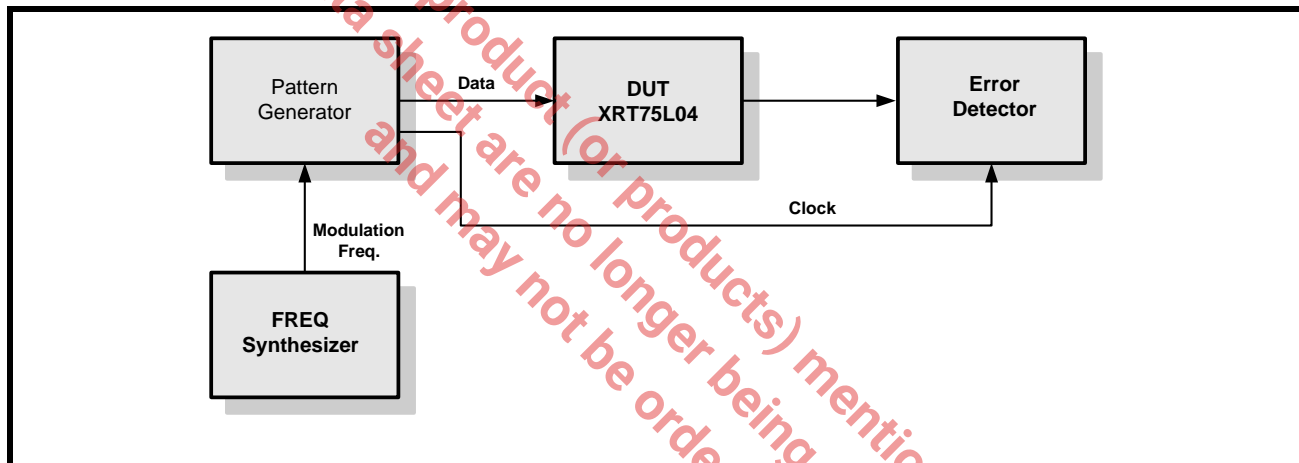 Pattern
Generator
Data
DUT
XRT75L04
Error
Detector
Clock
Modulation
Freq.
FREQ
Synthesizer
product (or products) mentio
ta sheet are no longer being
and may not be orde